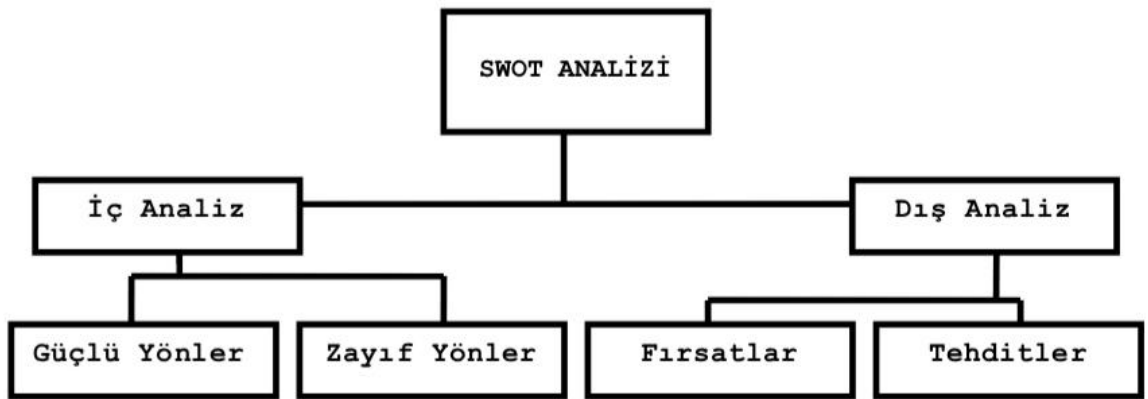 SWOT ANALİZİ
İç Analiz
Dış Analiz
Güçlü Yönler
Zayıf Yönler
Fırsatlar
Tehditler